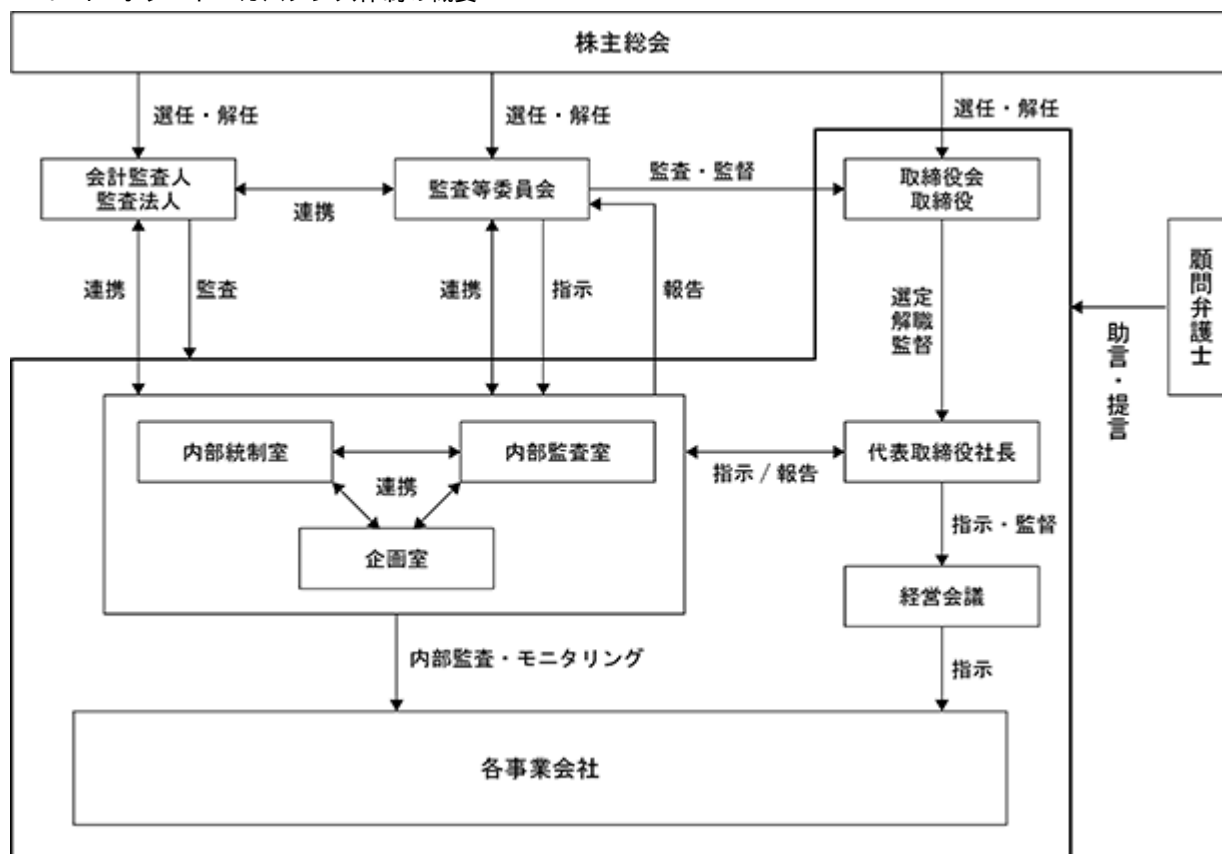 株主総会
選任・解任
選任・解任
選任・解任
会計監査人
監査法人
連携
監査等委員会
監査・監督
取締役会
取締役
連携
監査
連携
指示
報告
選定
解職
監督
顧問弁護士
助言・提言
内部統制室
連携
内部監査室
企画室
指示 / 報告
代表取締役社長
指示・監督
経営会議
内部監査・モニタリング
指示
各事業会社